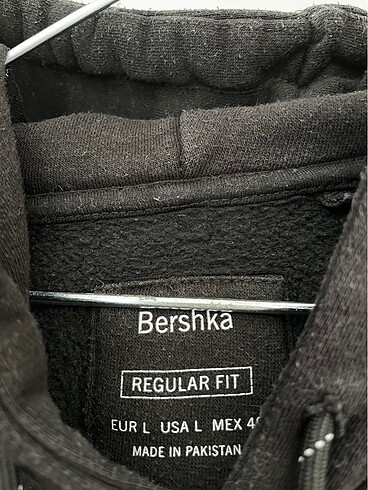 Bershka
REGULAR FIT
EUR L USA L MEX
MADE IN PAKISTAN